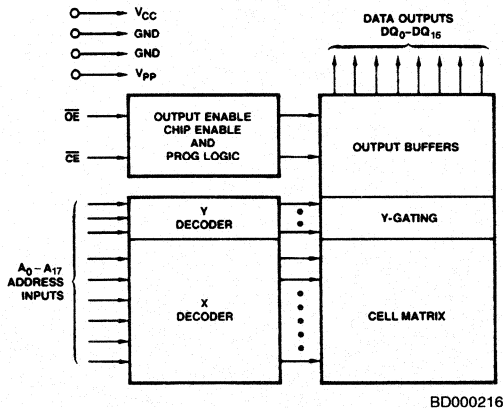 VCC
GND
GND
VPP
DATA OUTPUTS
DQ0–DQ15
OE
CE
OUTPUT ENABLE
CHIP ENABLE
AND
PROG LOGIC
OUTPUT BUFFERS
Y
DECODER
Y-GATING
A0–A17
ADDRESS
INPUTS
X
DECODER
CELL MATRIX
BD000216